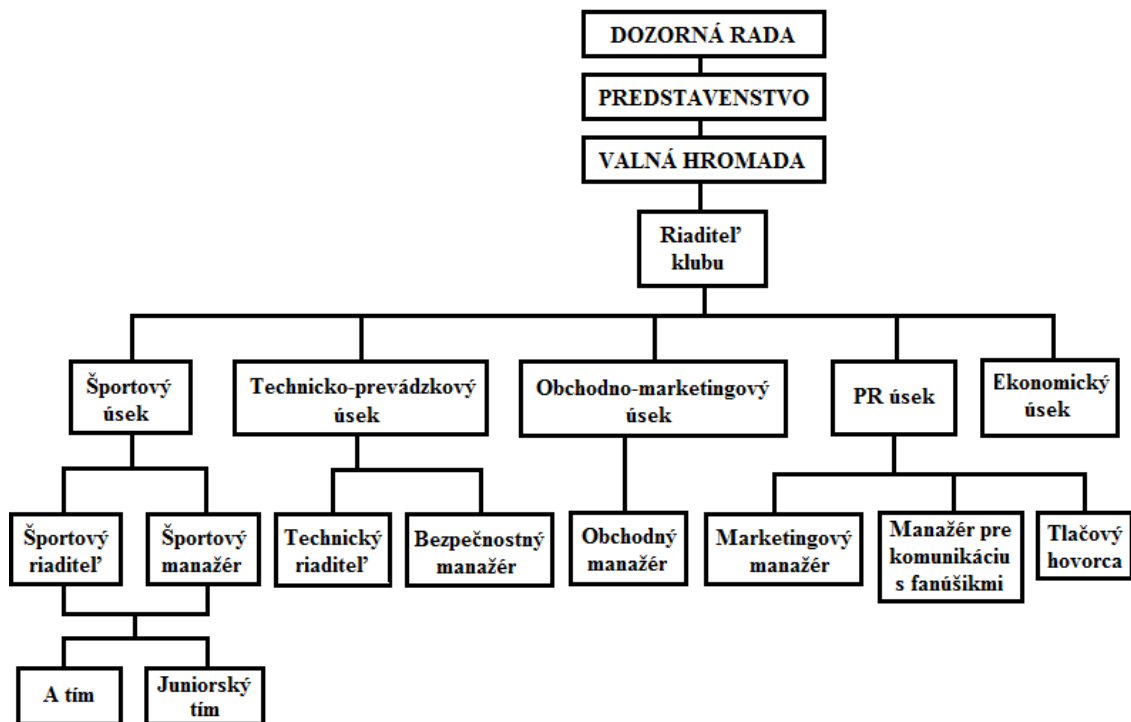 DOZORNÁ RADA
PREDSTAVENSTVO
VALNÁ HROMADA
Riaditeľ
klubu
Športový
úsek
Technicko-prevádzkový
úsek
Obchodno-marketingový
úsek
PR úsek
Ekonomický
úsek
Športový
riaditeľ
Športový
manažér
Technický
riaditeľ
Bezpečnostný
manažér
Obchodný
manažér
Marketingový
manažér
Manažér pre
komunikáciu
s fanúšikmi
Tlačový
hovorca
A tím
Juniorský
tím